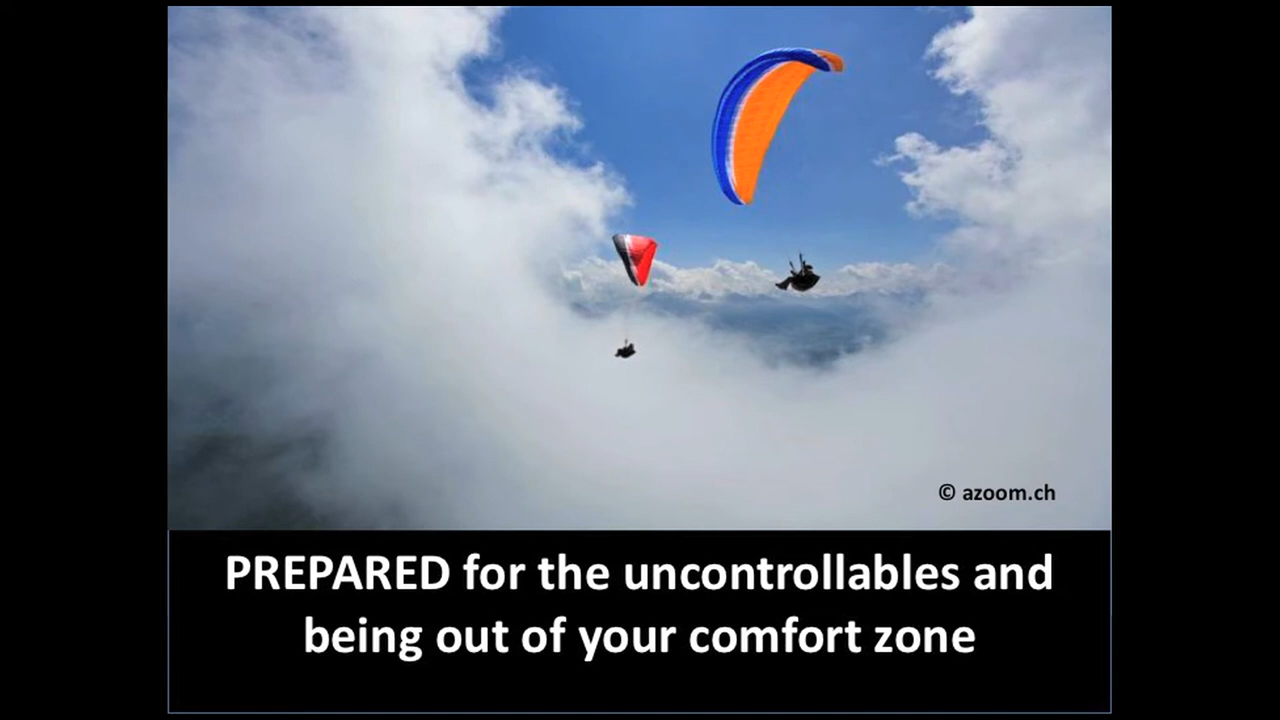 © azoom.ch
PREPARED for the uncontrollables and
being out of your comfort zone